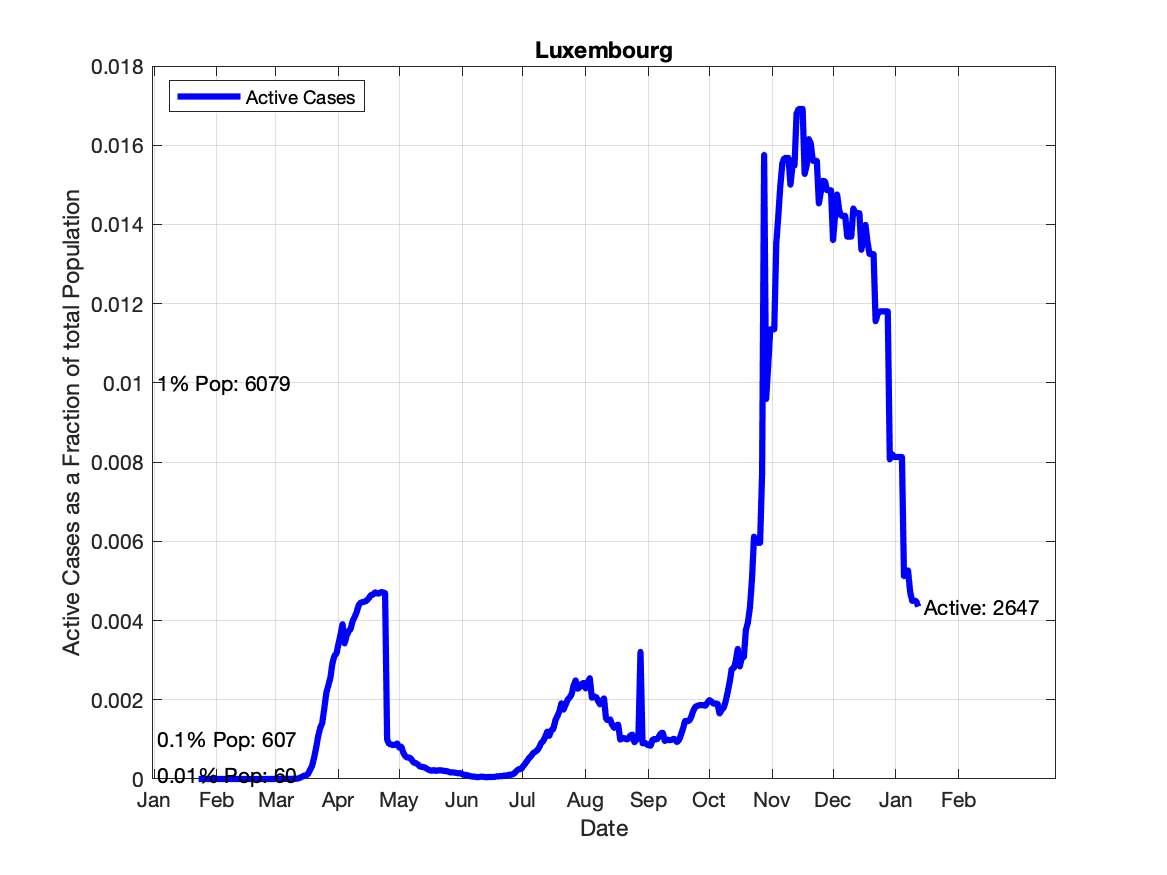 Luxembourg
Active Cases
0.018
0.016
0.014
0.012
0.01
0.008
0.006
0.004
0.002
0
Active Cases as a Fraction of total Population
1% Pop: 6079
0.1% Pop: 607
0.01% Pop: 60
Active: 2647
Jan Feb Mar Apr May Jun Jul Aug Sep Oct Nov Dec Jan Feb
Date